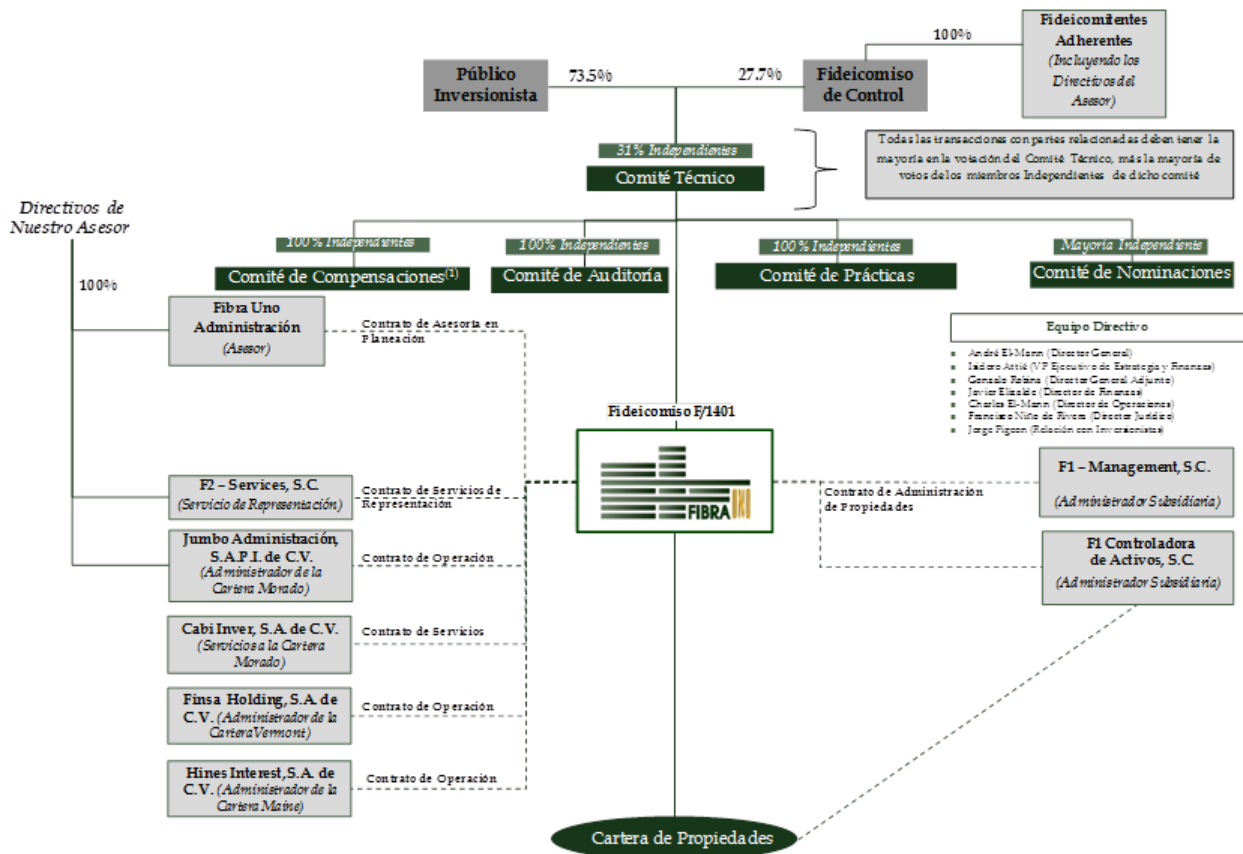 Público
Inversionista
73.5%
27.7%
Fideicomiso
de Control
100%
Fideicomitentes
Adherentes
(Incluyendo los
Directivos del
Asesor)
31% Independientes
Comité Técnico
Todas las transacciones con partes relacionadas deben tener la
mayoría en la votación del Comité Técnico, más la mayoría de
votos de los miembros Independientes de dicho comité
Directivos de
Nuestro Asesor
100%
100% Independientes
Comité de Compensaciones(1)
100% Independientes
Comité de Auditoría
100% Independientes
Comité de Prácticas
Mayoría Independiente
Comité de Nominaciones
Fibra Uno
Administración
(Asesor)
Contrato de Asesoría en
Planeación
Equipo Directivo
André El-Mann (Director General)
Isidoro Attié (VP Ejecutivo de Estrategia y Finanzas)
Gonzalo Robina (Director General Adjunto)
Javier Elizalde (Director de Finanzas)
Charles El-Mann (Director de Operaciones)
Francisco Niño de Rivera (Director Jurídico)
Jorge Pigeon (Relación con Inversionistas)
Fideicomiso F/1401
FIBRA UNO
F2 – Services, S.C.
(Servicio de Representación)
Contrato de Servicios de
Representación
Contrato de Administración
de Propiedades
F1 – Management, S.C.
(Administrador Subsidiaria)
Jumbo Administración,
S.A.P.I. de C.V.
(Administrador de la
Cartera Morado)
Contrato de Operación
F1 Controladora
de Activos, S.C.
(Administrador Subsidiaria)
Cabi Inver, S.A. de C.V.
(Servicios a la Cartera
Morado)
Contrato de Servicios
Finsa Holding, S.A. de
C.V. (Administrador de la
Cartera Vermont)
Contrato de Operación
Hines Interest, S.A. de
C.V. (Administrador de la
Cartera Maine)
Contrato de Operación
Cartera de Propiedades